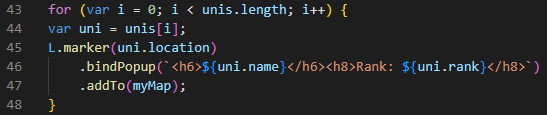 43 for (var i = 0; i < unis.length; i++) {
44 var uni = unis[i];
45 L.marker(uni.location)
46     .bindPopup(`<h6>${uni.name}</h6><h8>Rank: ${uni.rank}</h8>`)
47     .addTo(myMap);
48 }